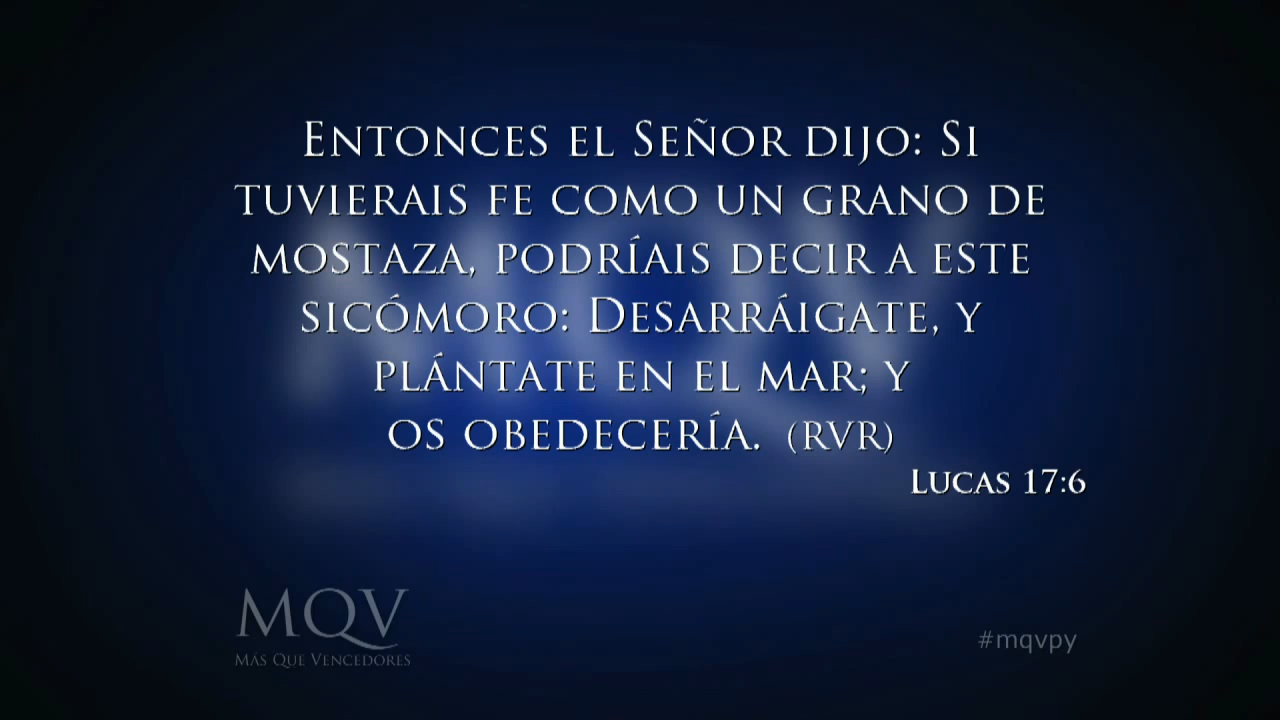 Entonces el Señor dijo: Si
tuvierais fe como un grano de
mostaza, podríais decir a este
sicómoro: Desarráigate, y
plántate en el mar; y
os obedecería. (RVR)
Lucas 17:6
MQV
Más Que Vencedores
#mqvpy